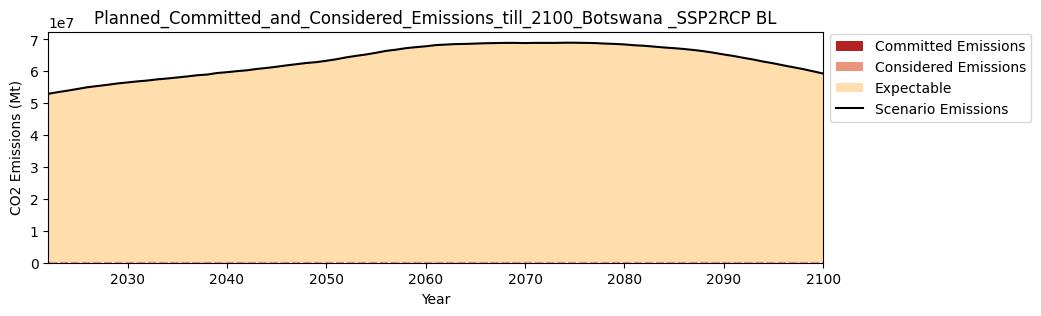 Planned_Committed_and_Considered_Emissions_till_2100_Botswana _SSP2RCP BL
1e7
7
6
5
4
3
2
1
0
CO2 Emissions (Mt)
2030 2040 2050 2060 2070 2080 2090 2100
Year
Committed Emissions
Considered Emissions
Expectable
Scenario Emissions